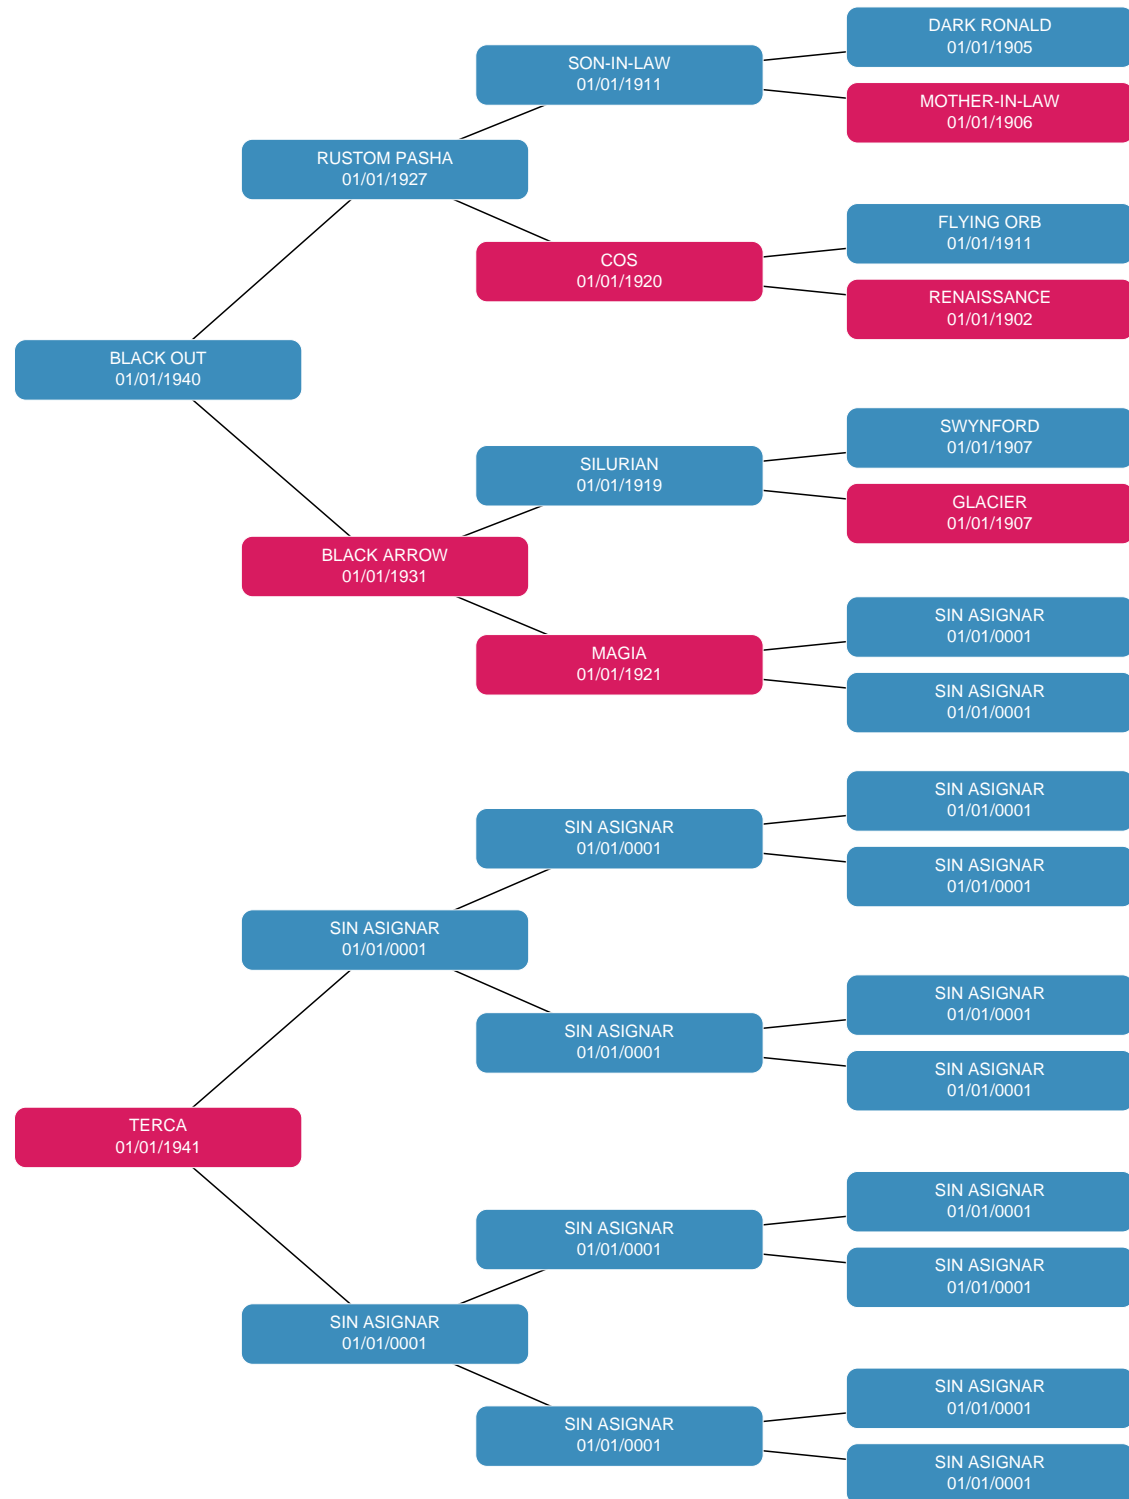 DARK RONALD
01/01/1905
SON-IN-LAW
01/01/1911
MOTHER-IN-LAW
01/01/1906
RUSTOM PASHA
01/01/1927
FLYING ORB
01/01/1911
COS
01/01/1920
RENAISSANCE
01/01/1902
BLACK OUT
01/01/1940
SWYNFORD
01/01/1907
SILURIAN
01/01/1919
GLACIER
01/01/1907
BLACK ARROW
01/01/1931
SIN ASIGNAR
01/01/0001
MAGIA
01/01/1921
SIN ASIGNAR
01/01/0001
SIN ASIGNAR
01/01/0001
SIN ASIGNAR
01/01/0001
SIN ASIGNAR
01/01/0001
SIN ASIGNAR
01/01/0001
SIN ASIGNAR
01/01/0001
SIN ASIGNAR
01/01/0001
SIN ASIGNAR
01/01/0001
TERCA
01/01/1941
SIN ASIGNAR
01/01/0001
SIN ASIGNAR
01/01/0001
SIN ASIGNAR
01/01/0001
SIN ASIGNAR
01/01/0001
SIN ASIGNAR
01/01/0001
SIN ASIGNAR
01/01/0001
SIN ASIGNAR
01/01/0001